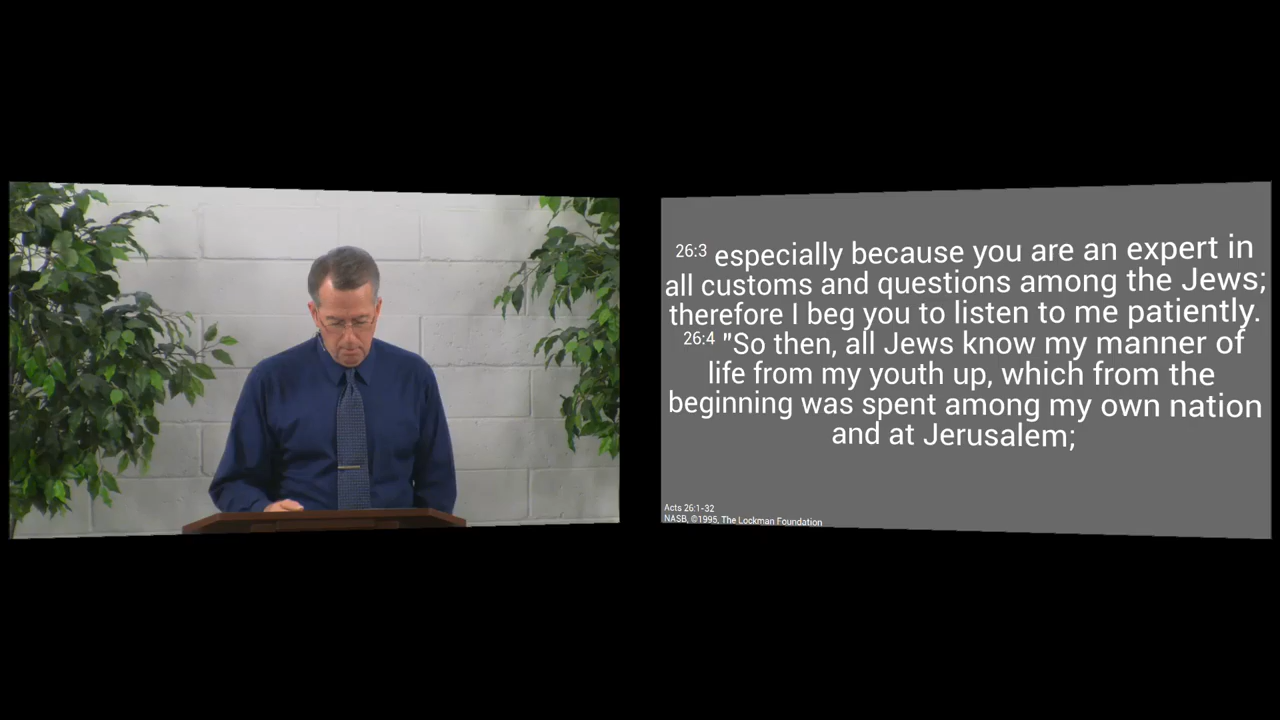 26:3 especially because you are an expert in
all customs and questions among the Jews;
therefore I beg you to listen to me patiently.
26:4 "So then, all Jews know my manner of
life from my youth up, which from the
beginning was spent among my own nation
and at Jerusalem;
Acts 26:1-32
NASB, ©1995, The Lockman Foundation